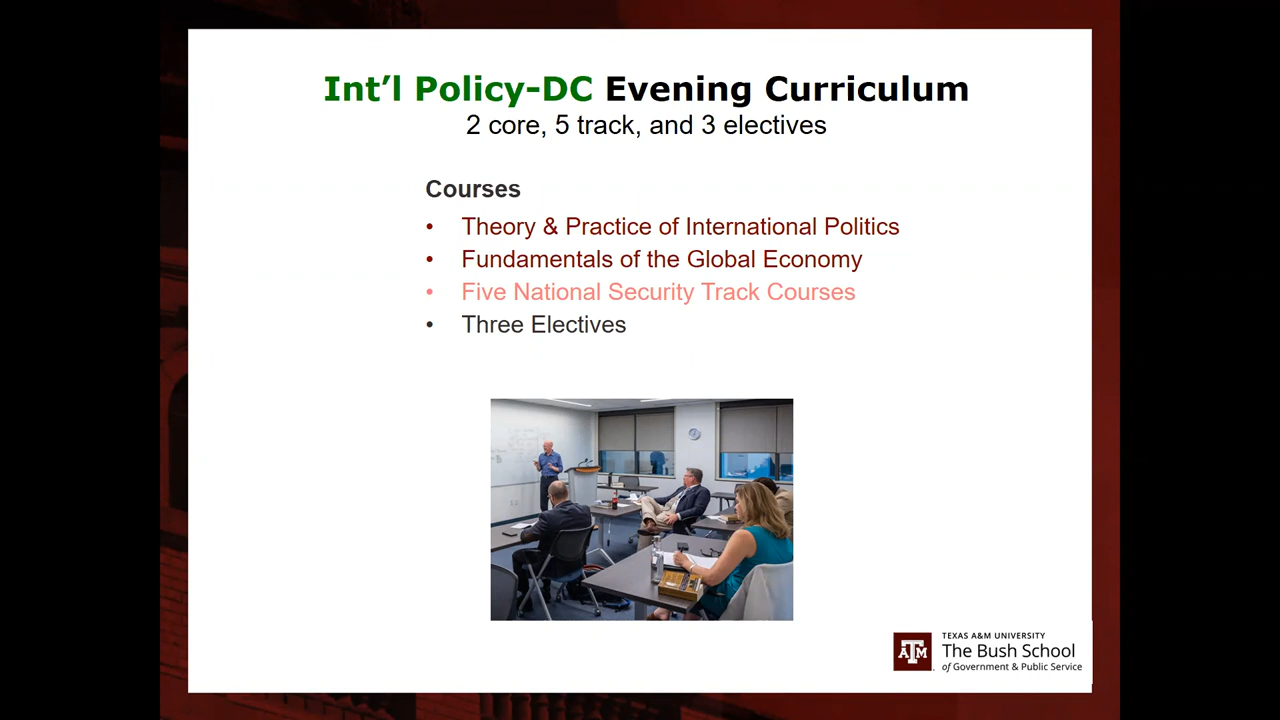 Int’l Policy-DC Evening Curriculum
2 core, 5 track, and 3 electives
Courses
• Theory & Practice of International Politics
• Fundamentals of the Global Economy
• Five National Security Track Courses
• Three Electives
TEXAS A&M UNIVERSITY
The Bush School
of Government & Public Service
ATM